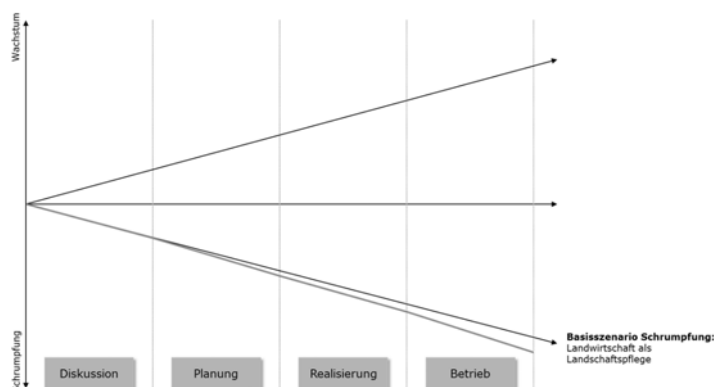 Wachstum
Schrumpfung
Basisszenario Schrumpfung:
Landwirtschaft als
Landschaftspflege
Diskussion
Planung
Realisierung
Betrieb